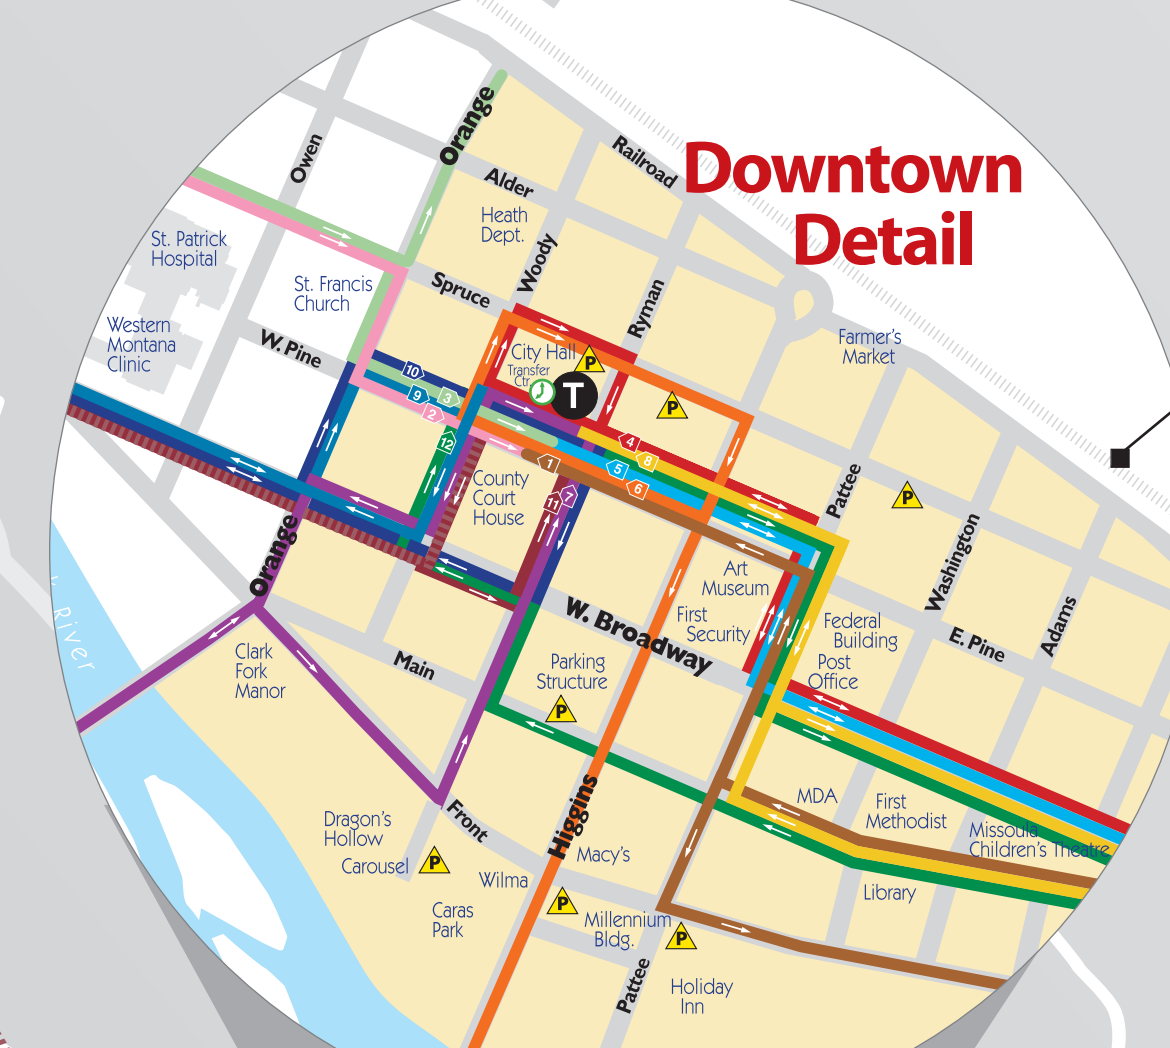 Downtown
Detail
Orange
Owen
Railroad
Alder
Heath
Dept.
Woody
Ryman
St. Patrick
Hospital
St. Francis
Church
Spruce
Western
Montana
Clinic
W. Pine
City Hall
Transfer
Ctr.
T
P
P
Farmer's
Market
10
9
3
2
12
4
8
5
6
1
7
11
County
Court
House
Pattee
P
Washington
Adams
E. Pine
Orange
River
Art
Museum
First
Security
W. Broadway
Federal
Building
Post
Office
Clark
Fork
Manor
Main
Parking
Structure
P
MDA
First
Methodist
Missoula
Children's Theatre
Library
Dragon's
Hollow
Carousel
P
Front
Higgins
Macy's
Wilma
P
Caras
Park
Millennium
Bldg.
P
Pattee
Holiday
Inn